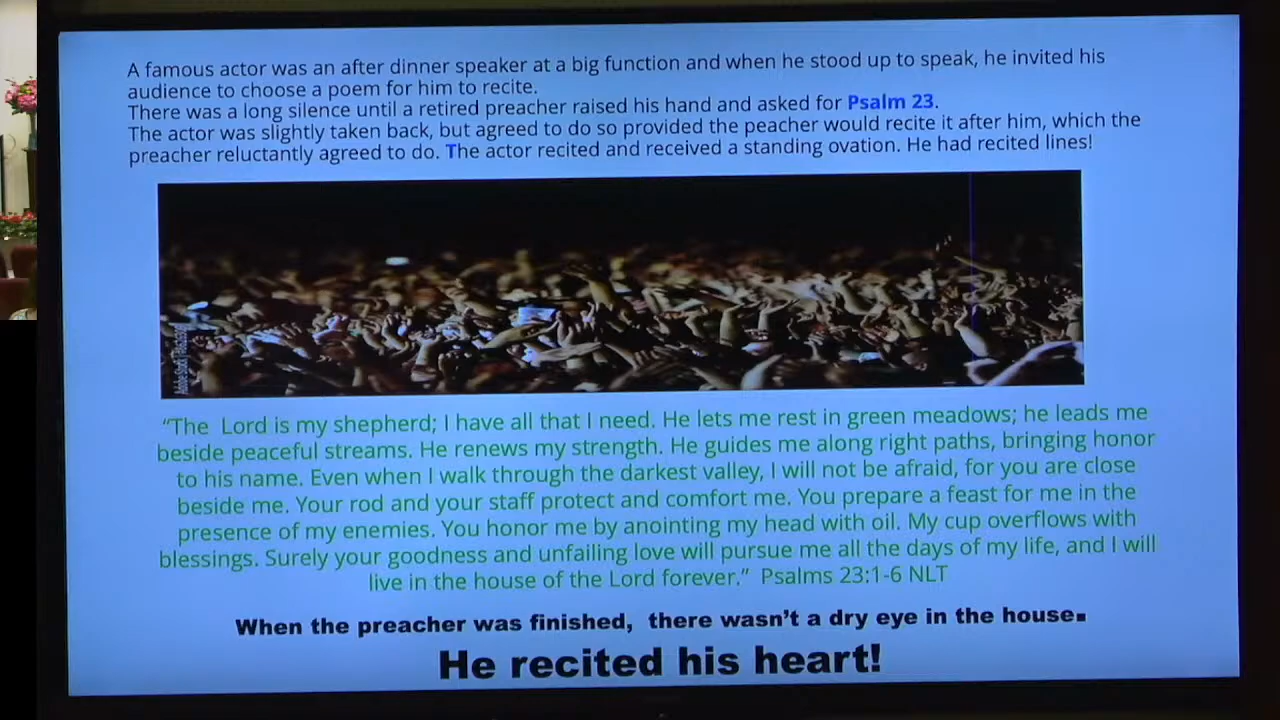 A famous actor was an after dinner speaker at a big function and when he stood up to speak, he invited his
audience to choose a poem for him to recite.
There was a long silence until a retired preacher raised his hand and asked for Psalm 23.
The actor was slightly taken back, but agreed to do so provided the peacher would recite it after him, which the
preacher reluctantly agreed to do. The actor recited and received a standing ovation. He had recited lines!
“The Lord is my shepherd; I have all that I need. He lets me rest in green meadows; he leads me
beside peaceful streams. He renews my strength. He guides me along right paths, bringing honor
to his name. Even when I walk through the darkest valley, I will not be afraid, for you are close
beside me. Your rod and your staff protect and comfort me. You prepare a feast for me in the
presence of my enemies. You honor me by anointing my head with oil. My cup overflows with
blessings. Surely your goodness and unfailing love will pursue me all the days of my life, and I will
live in the house of the Lord forever.” Psalms 23:1-6 NLT
When the preacher was finished, there wasn’t a dry eye in the house.
He recited his heart!